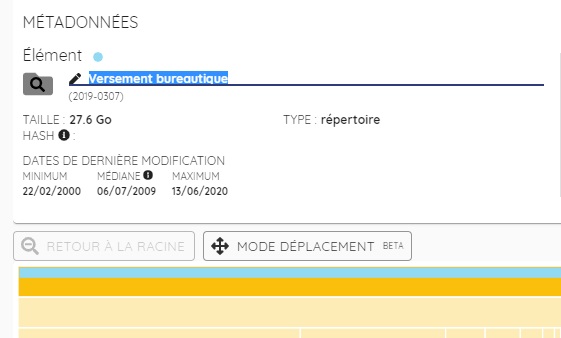 MÉTADONNÉES
Élément
Versement bureautique
(2019-0307)
TAILLE : 27.6 Go TYPE : répertoire
HASH :
DATES DE DERNIÈRE MODIFICATION
MINIMUM MÉDIANE MAXIMUM
22/02/2000 06/07/2009 13/06/2020
RETOUR À LA RACINE MODE DÉPLACEMENT BETA